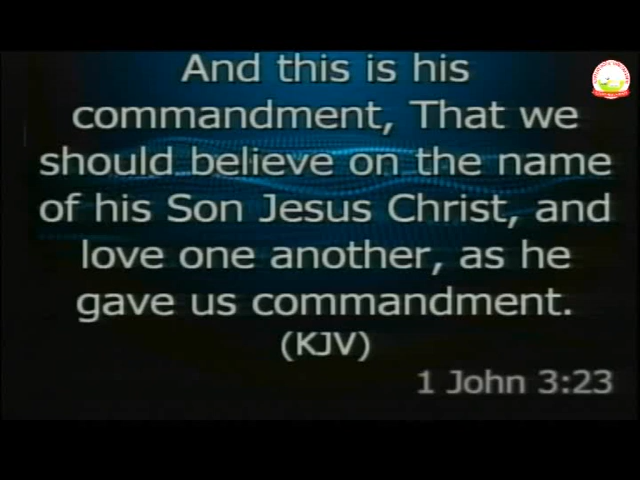 And this is his
commandment, That we
should believe on the name
of his Son Jesus Christ, and
love one another, as he
gave us commandment.
(KJV)
1 John 3:23